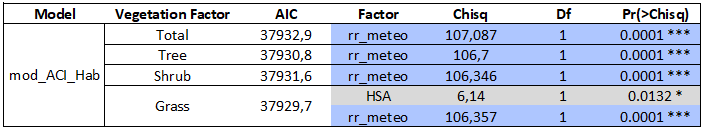 Model Vegetation Factor AIC Factor Chisq Df Pr(>Chisq)
mod_ACI_Hab Total 37932,9 rr_meteo 107,087 1 0.0001 ***
Tree 37930,8 rr_meteo 106,7 1 0.0001 ***
Shrub 37931,6 rr_meteo 106,346 1 0.0001 ***
Grass 37929,7 HSA 6,14 1 0.0132 *
rr_meteo 106,357 1 0.0001 ***